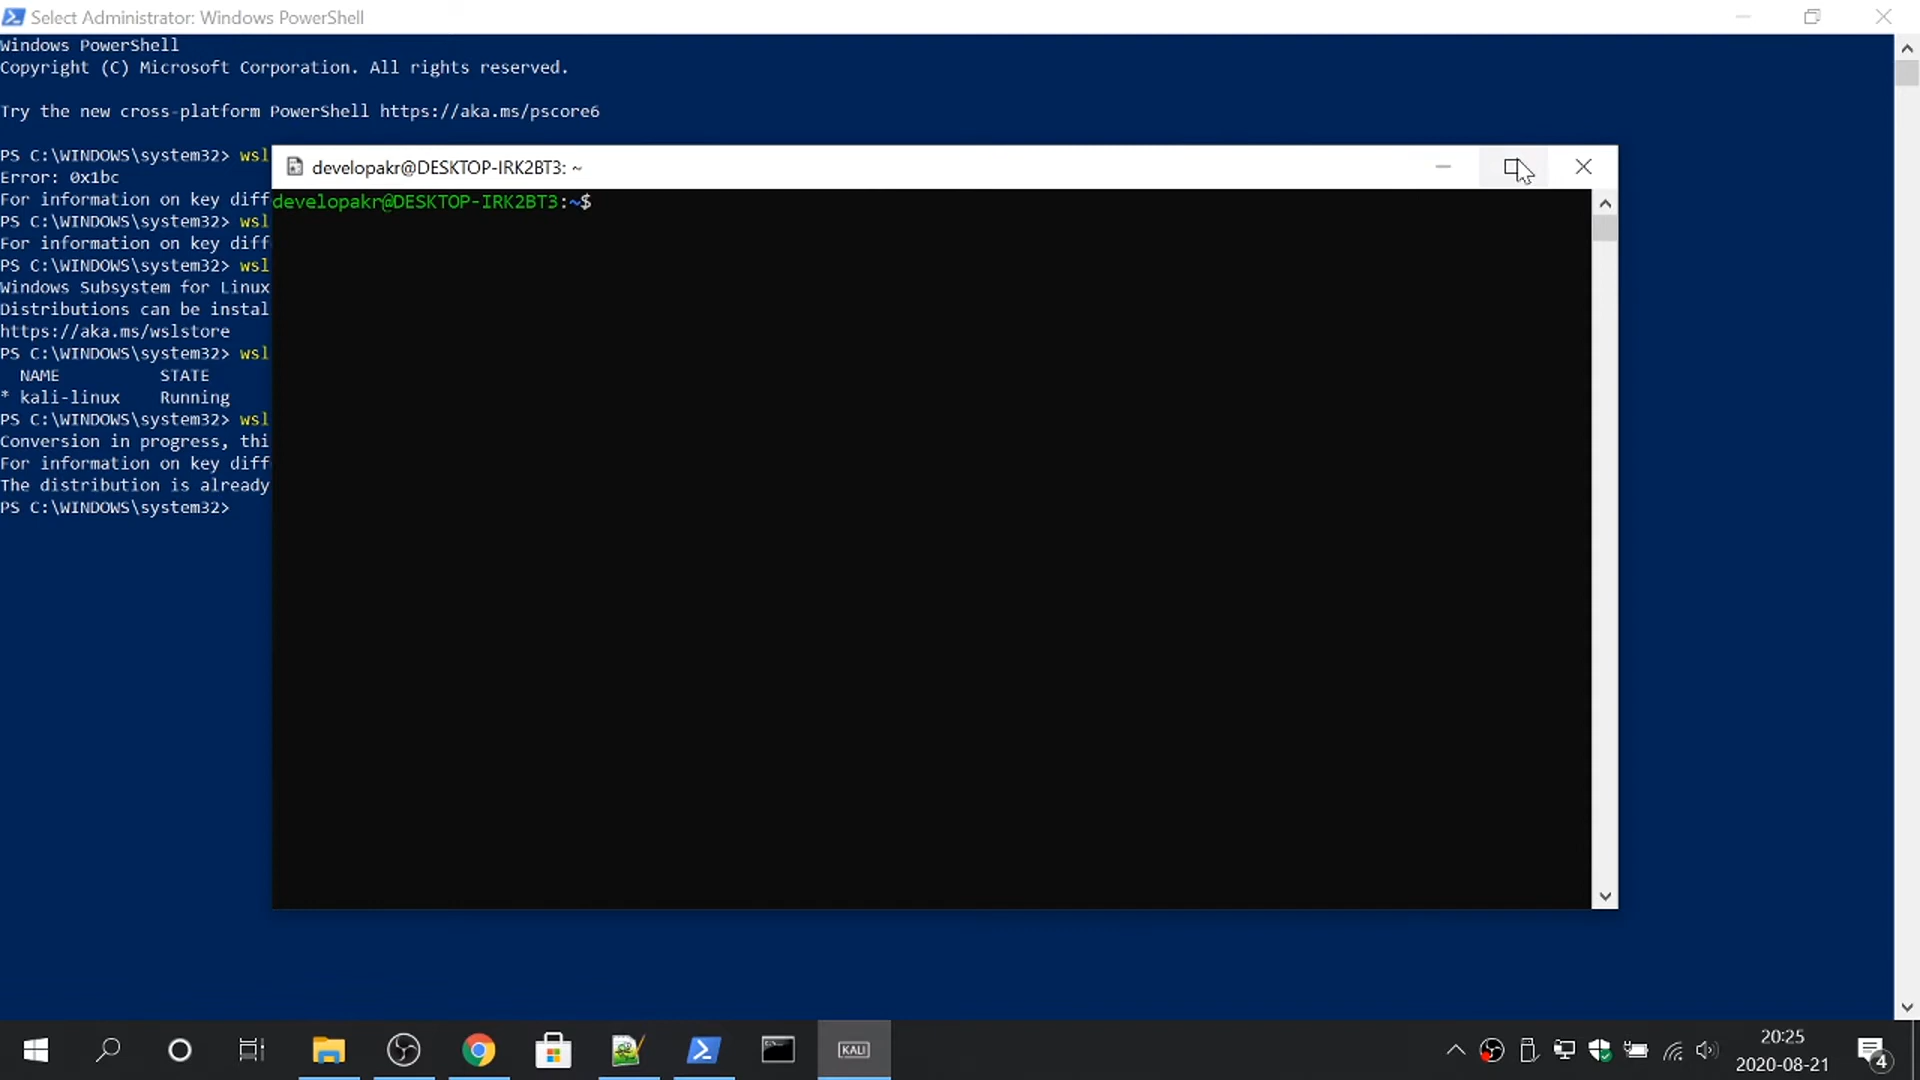 Select Administrator: Windows PowerShell
Windows PowerShell
Copyright (C) Microsoft Corporation. All rights reserved.
Try the new cross-platform PowerShell https://aka.ms/pscore6
PS C:\WINDOWS\system32> wsl
Error: 0x1bc
For information on key diff
PS C:\WINDOWS\system32> wsl
For information on key diff
PS C:\WINDOWS\system32> wsl
Windows Subsystem for Linux
Distributions can be instal
https://aka.ms/wslstore
PS C:\WINDOWS\system32> wsl
NAME STATE
* kali-linux Running
PS C:\WINDOWS\system32> wsl
Conversion in progress, thi
For information on key diff
The distribution is already
PS C:\WINDOWS\system32>
developakr@DESKTOP-IRK2BT3: ~
developakr@DESKTOP-IRK2BT3:~$
KALI
20:25
2020-08-21
4